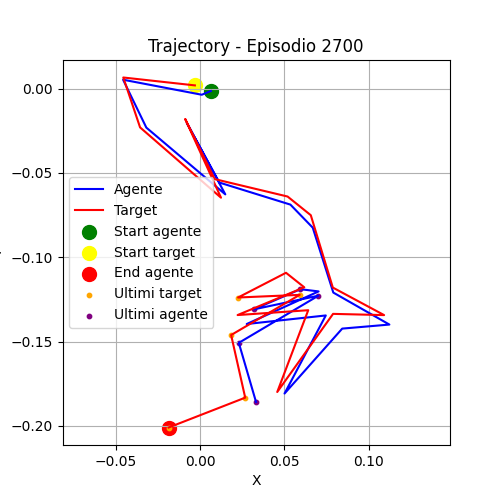 Trajectory - Episodio 2700
0.00
−0.05
−0.10
−0.15
−0.20
Agente
Target
Start agente
Start target
End agente
Ultimi target
Ultimi agente
−0.05 0.00 0.05 0.10
X